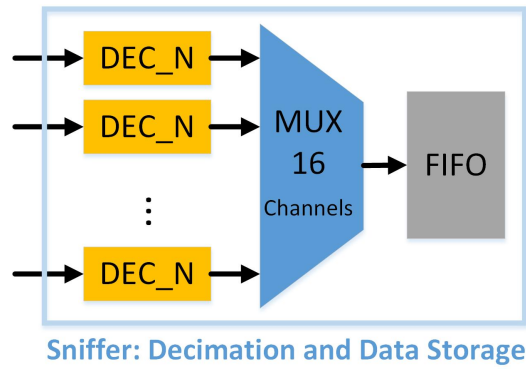 DEC_N
DEC_N
⋮
DEC_N
MUX
16
Channels
FIFO
Sniffer: Decimation and Data Storage